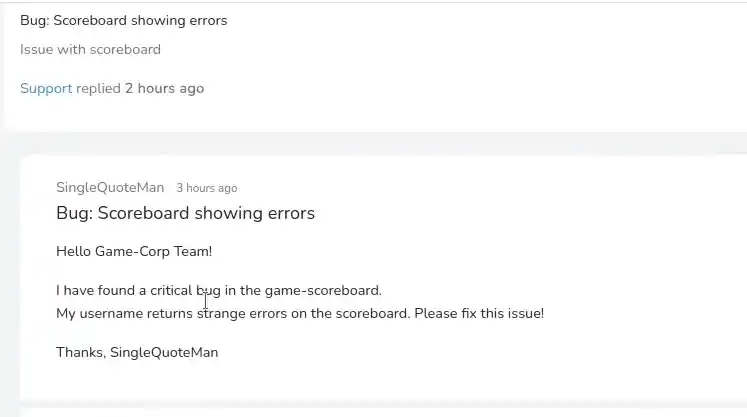 Bug: Scoreboard showing errors
Issue with scoreboard
Support replied 2 hours ago
SingleQuoteMan 3 hours ago
Bug: Scoreboard showing errors
Hello Game-Corp Team!
I have found a critical bug in the game-scoreboard.
My username returns strange errors on the scoreboard. Please fix this issue!
Thanks, SingleQuoteMan